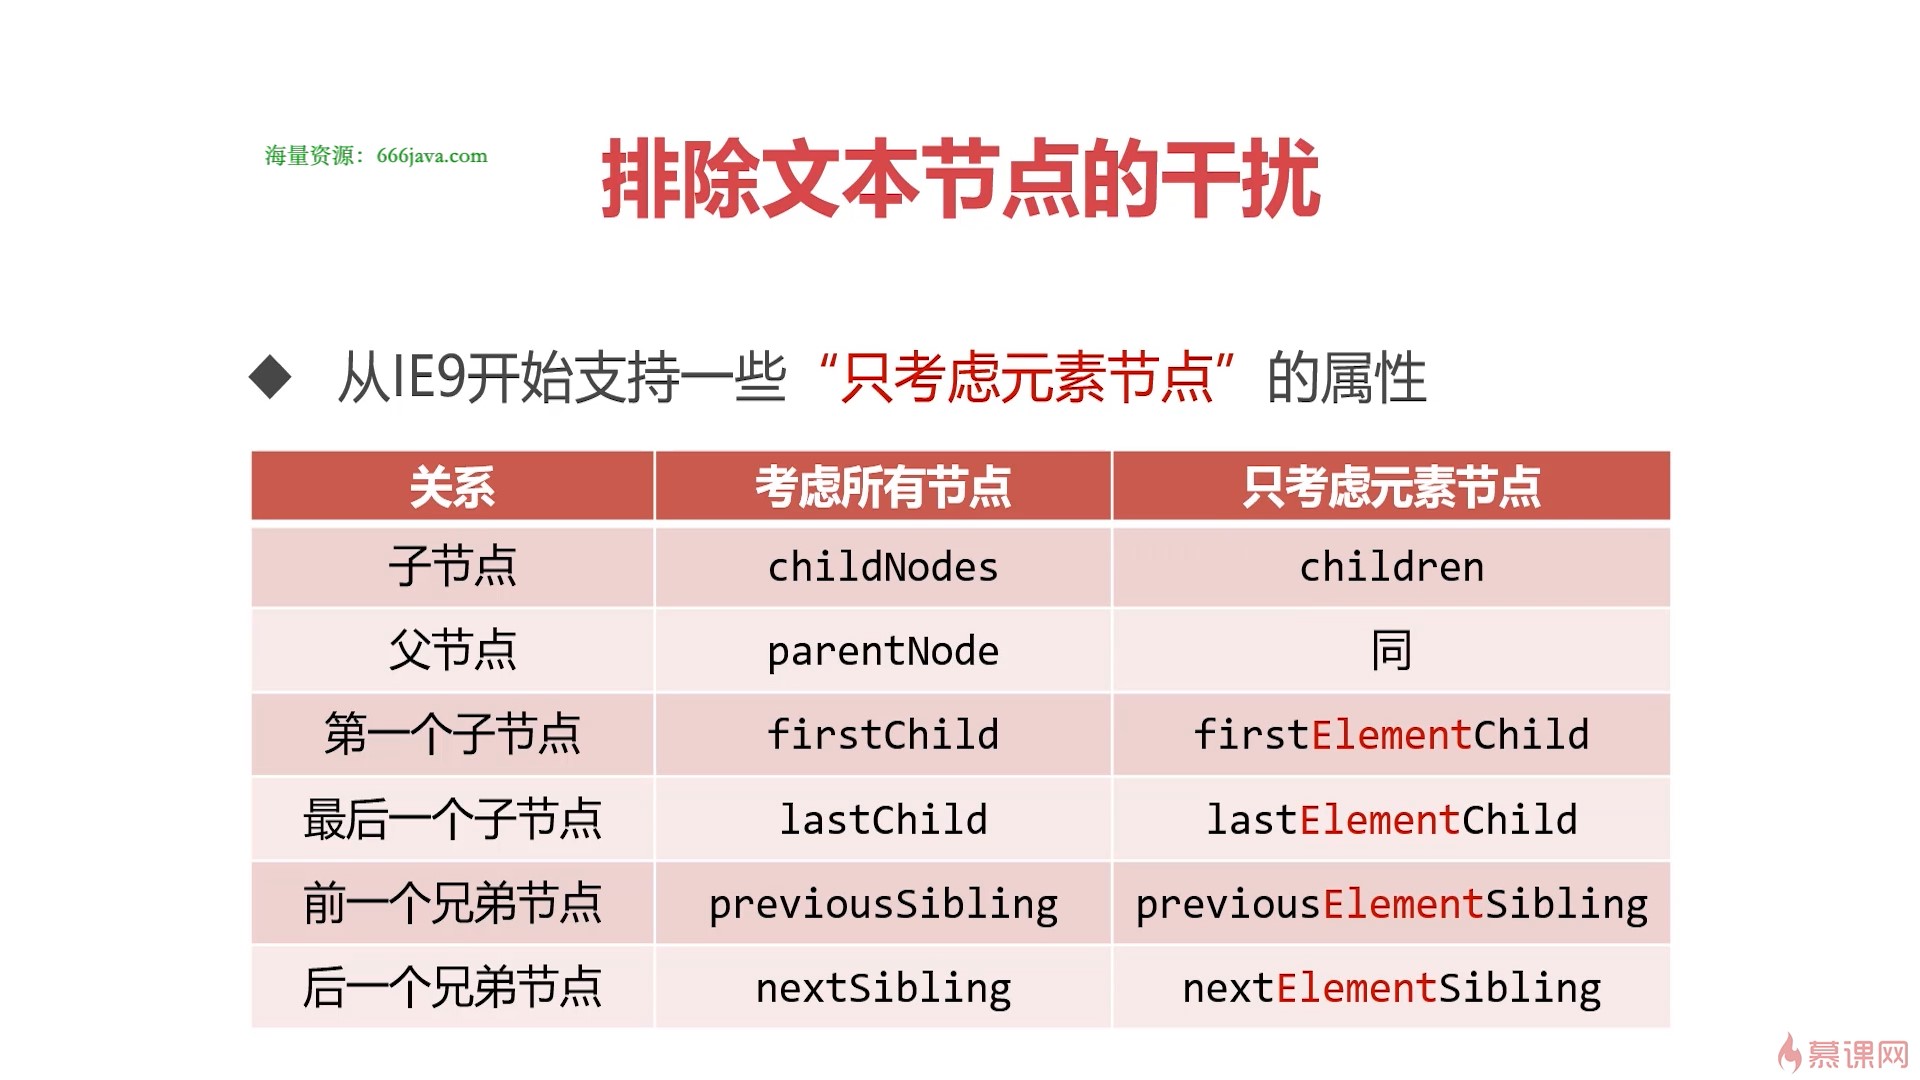 海量资源：666java.com
排除文本节点的干扰
◆ 从IE9开始支持一些“只考虑元素节点”的属性
关系 考虑所有节点 只考虑元素节点
子节点 childNodes children
父节点 parentNode 同
第一个子节点 firstChild firstElementChild
最后一个子节点 lastChild lastElementChild
前一个兄弟节点 previousSibling previousElementSibling
后一个兄弟节点 nextSibling nextElementSibling
慕课网